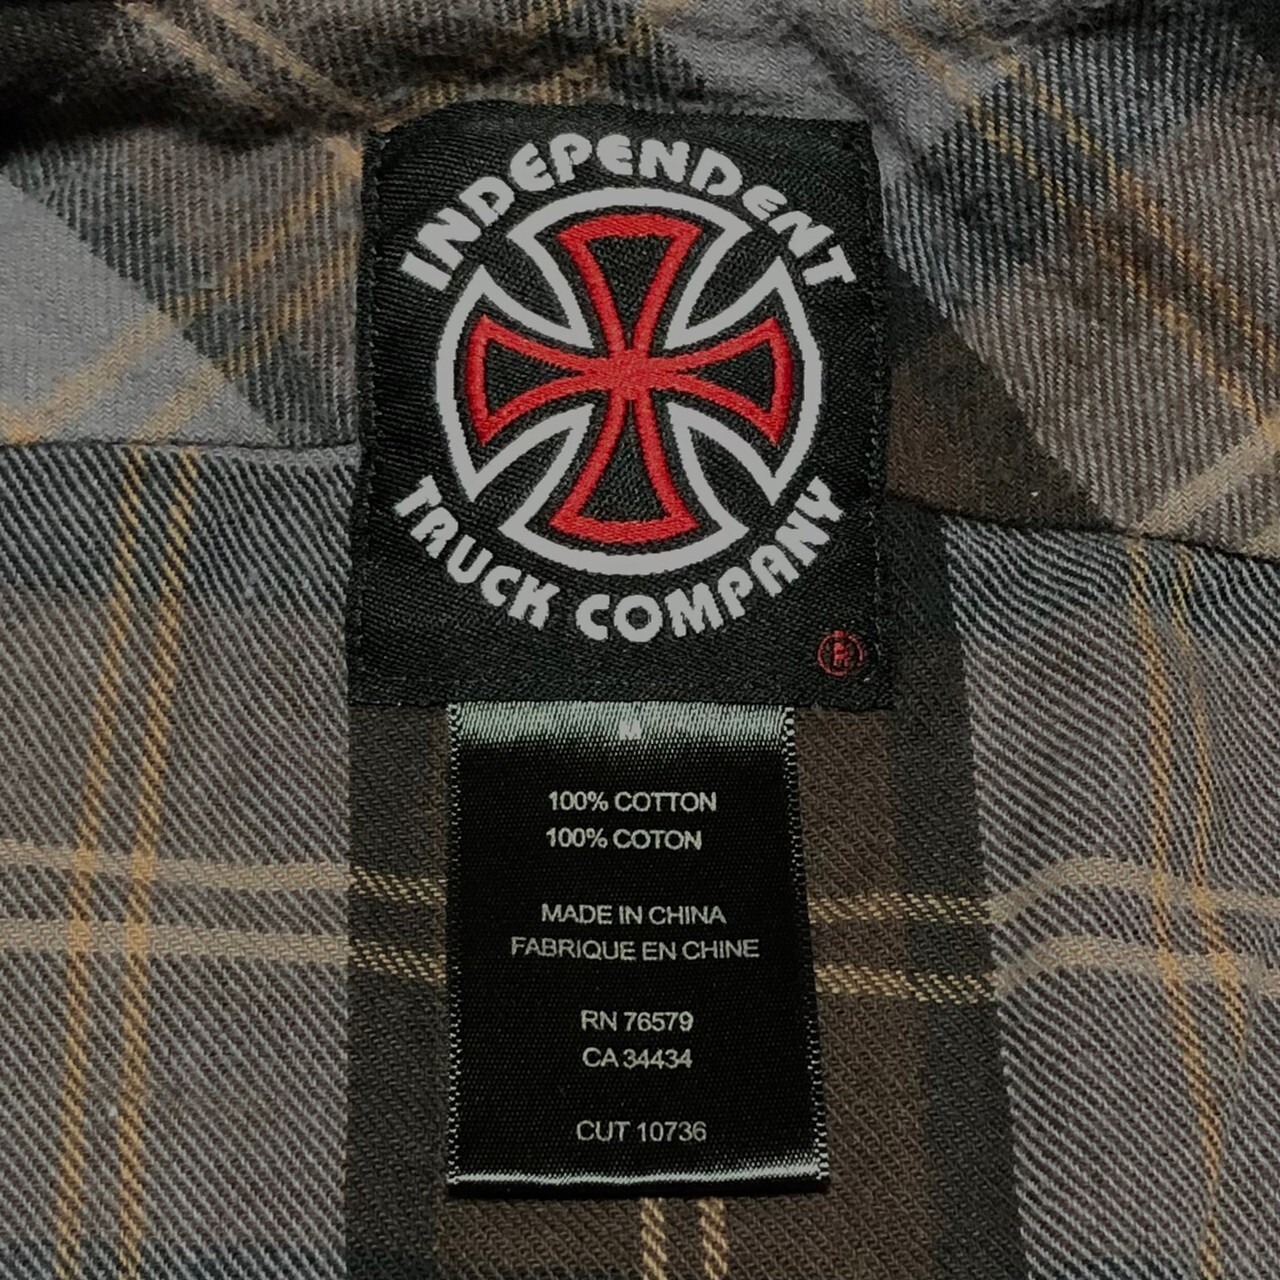 INDEPENDENT
TRUCK COMPANY
®
M
100% COTTON
100% COTON
MADE IN CHINA
FABRIQUE EN CHINE
RN 76579
CA 34434
CUT 10736